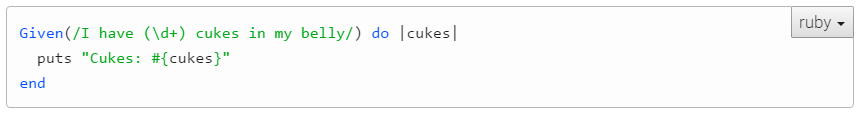 ruby
Given(/I have (\d+) cukes in my belly/) do |cukes|
  puts "Cukes: #{cukes}"
end